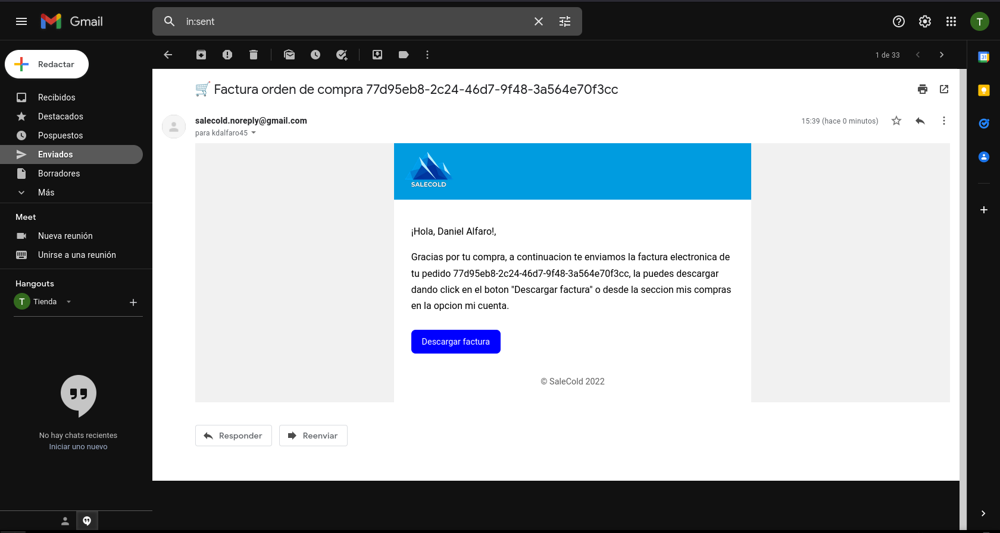 Gmail
in:sent
T
Redactar
1 de 33
31
Recibidos
Destacados
Pospuestos
Enviados
Borradores
Más
Meet
Nueva reunión
Unirse a una reunión
Hangouts
T Tienda
No hay chats recientes
Iniciar uno nuevo
🛒 Factura orden de compra 77d95eb8-2c24-46d7-9f48-3a564e70f3cc
salecold.noreply@gmail.com
15:39 (hace 0 minutos)
para kdalfaro45
SALECOLD
¡Hola, Daniel Alfaro!,
Gracias por tu compra, a continuacion te enviamos la factura electronica de
tu pedido 77d95eb8-2c24-46d7-9f48-3a564e70f3cc, la puedes descargar
dando click en el boton "Descargar factura" o desde la seccion mis compras
en la opcion mi cuenta.
Descargar factura
© SaleCold 2022
Responder
Reenviar